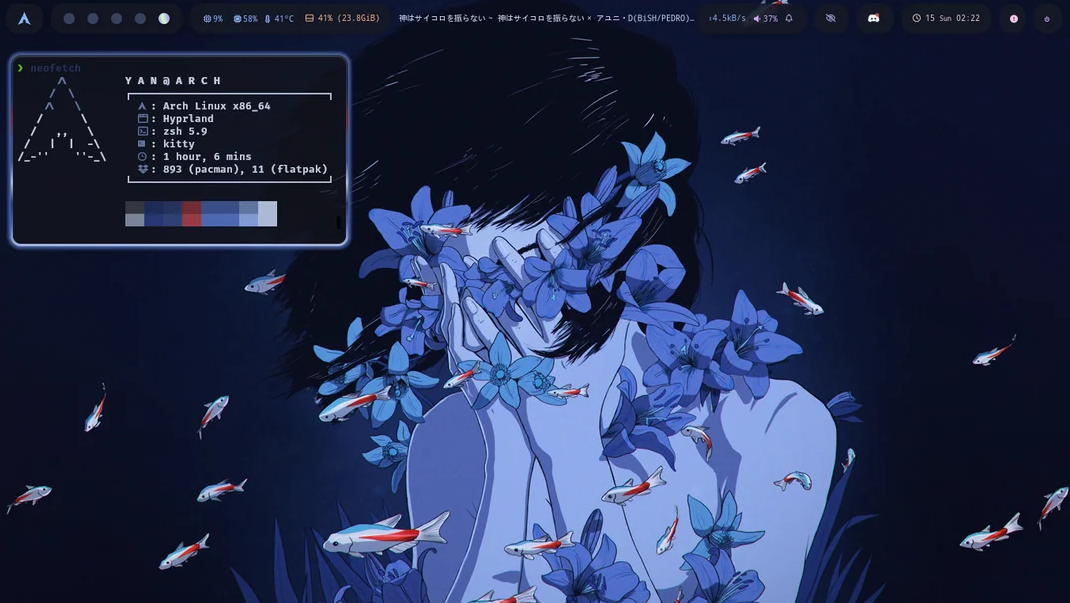 9% 58% 41°C 41% (23.8GiB) 神はサイコロを振らない ~ 神はサイコロを振らない × アユニ・D(BiSH/PEDRO)… 4.5kB/s 37% 15 Sun 02:22
❯ neofetch
YAN@ARCH
: Arch Linux x86_64
: Hyprland
: zsh 5.9
: kitty
: 1 hour, 6 mins
: 893 (pacman), 11 (flatpak)